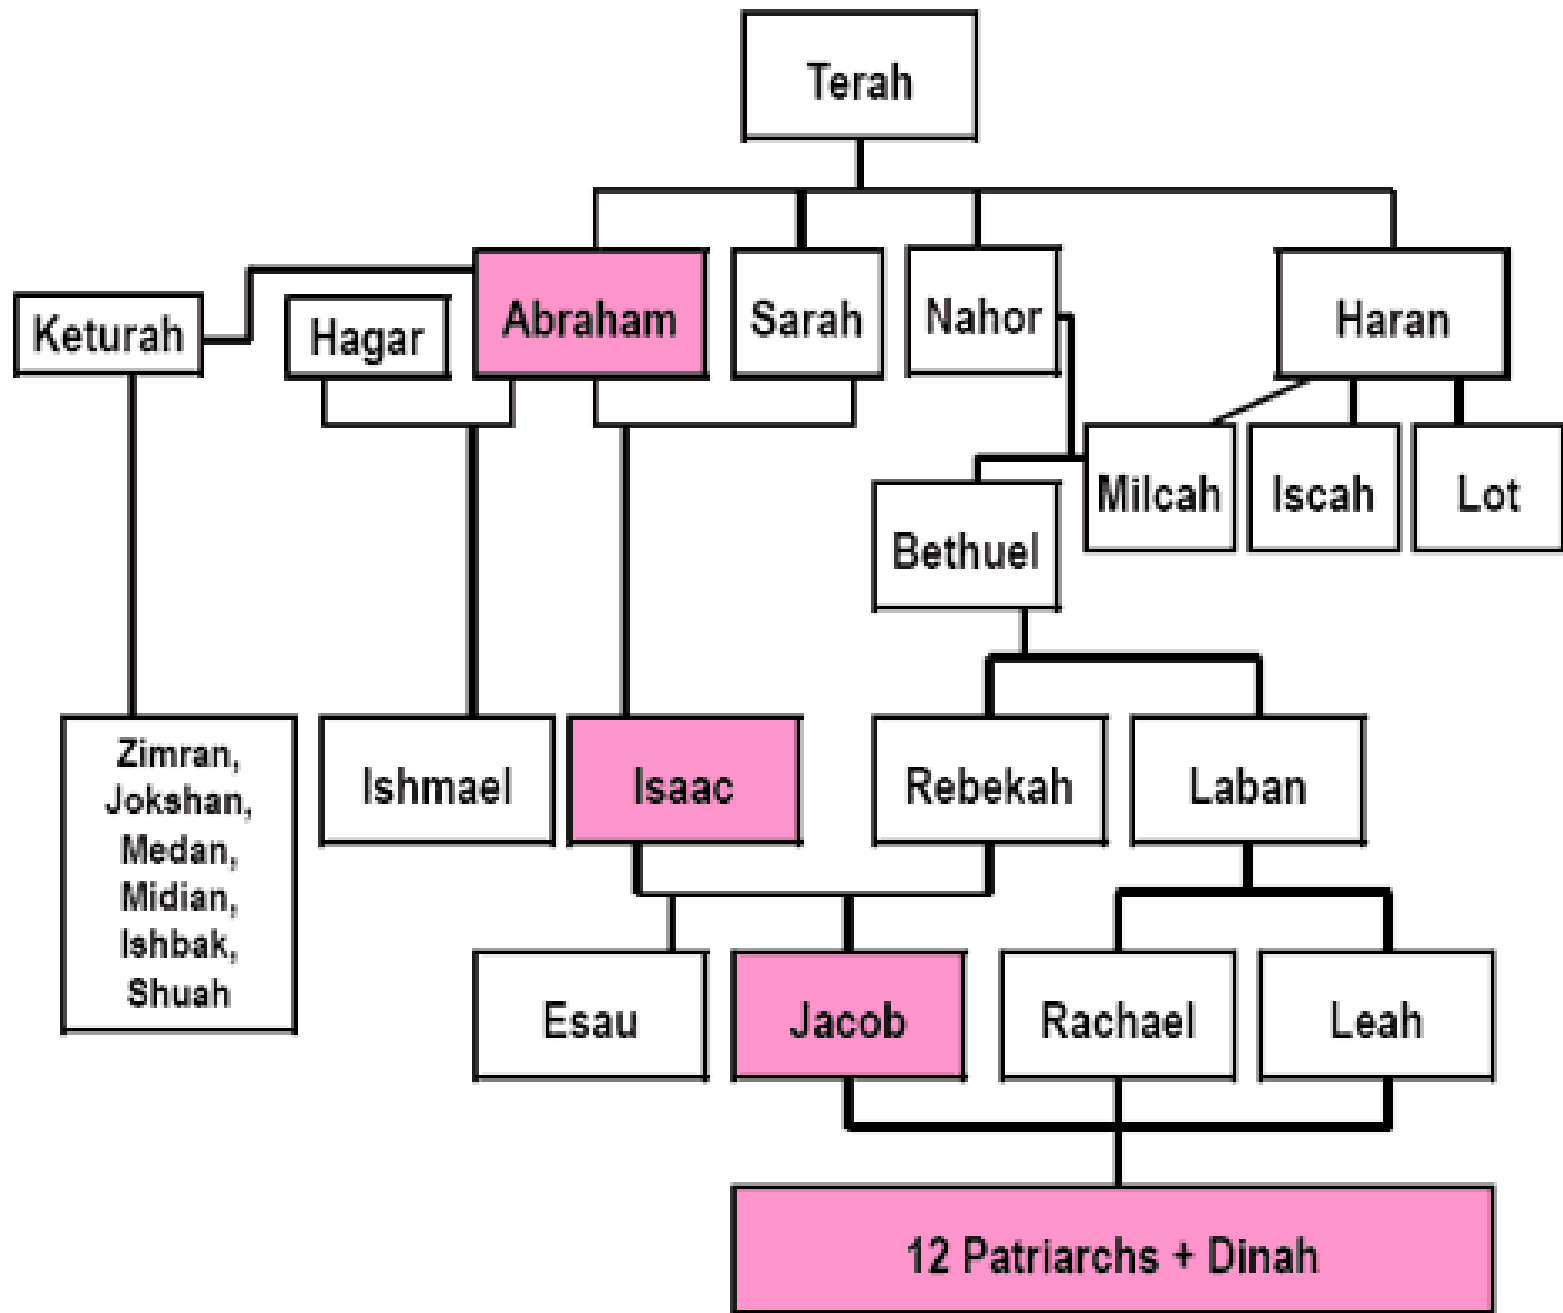 Terah
Keturah
Hagar
Abraham
Sarah
Nahor
Haran
Milcah
Iscah
Lot
Bethuel
Zimran,
Jokshan,
Medan,
Midian,
Ishbak,
Shuah
Ishmael
Isaac
Rebekah
Laban
Esau
Jacob
Rachael
Leah
12 Patriarchs + Dinah